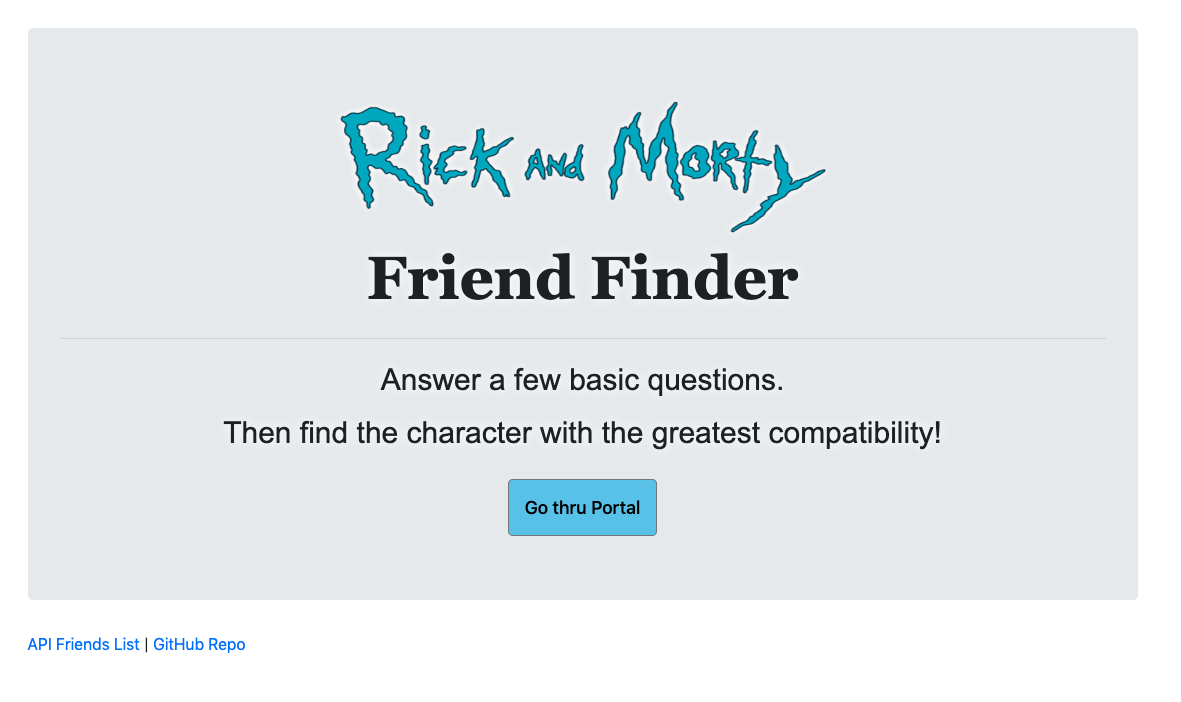 Rick and Morty
Friend Finder
Answer a few basic questions.
Then find the character with the greatest compatibility!
Go thru Portal
API Friends List | GitHub Repo